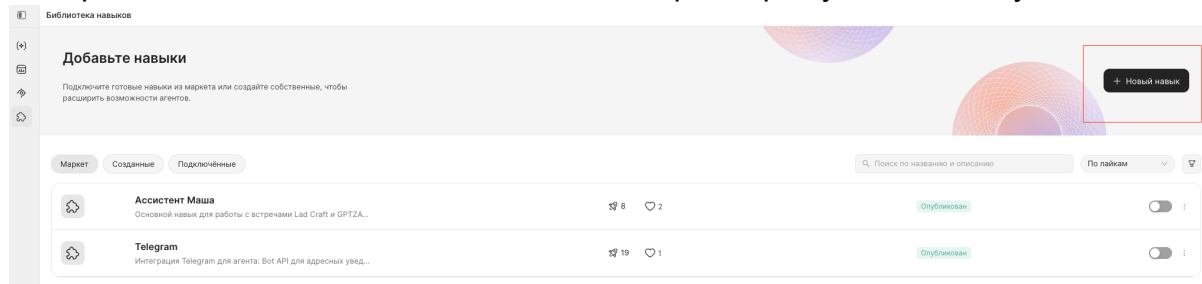 Библиотека навыков
Добавьте навыки
Подключите готовые навыки из маркета или создайте собственные, чтобы
расширить возможности агентов.
+ Новый навык
Маркет
Созданные
Подключённые
Поиск по названию и описанию
По лайкам
Ассистент Маша
8
2
Опубликован
Основной навык для работы с встречами Lad Craft и GPTZA...
Telegram
19
1
Опубликован
Интеграция Telegram для агента: Bot API для адресных увед...